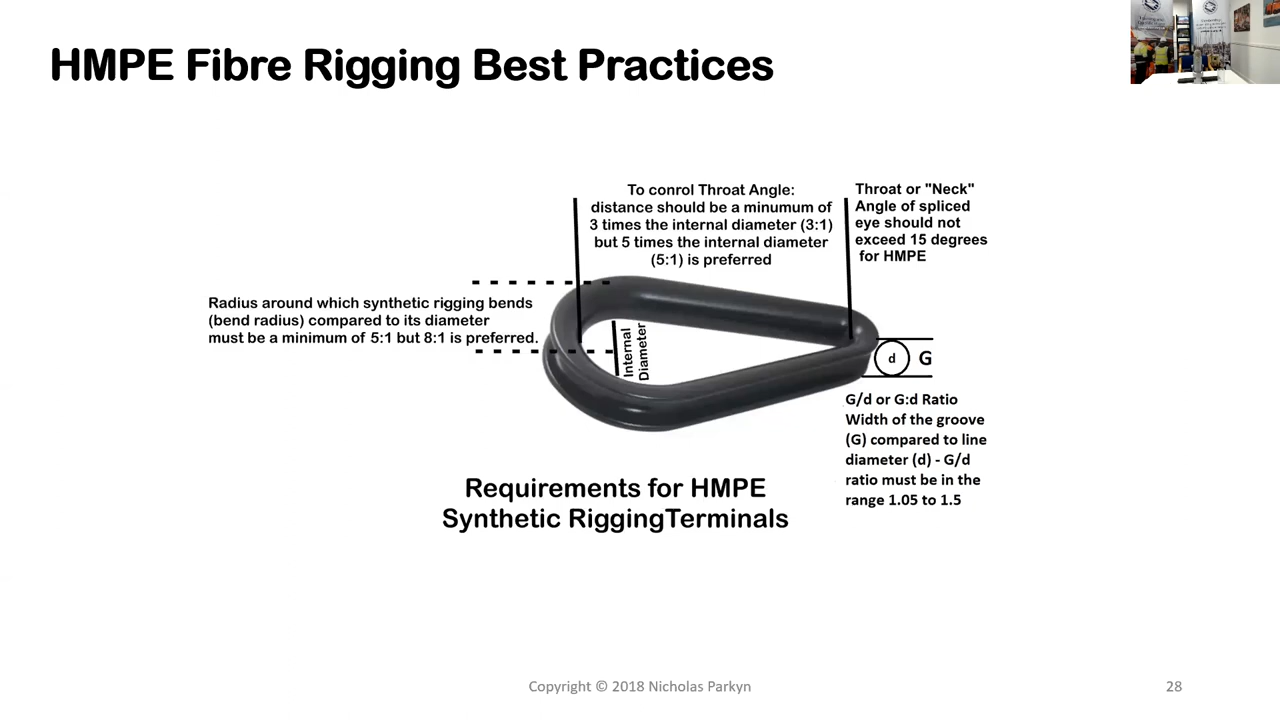 HMPE Fibre Rigging Best Practices
To conrol Throat Angle:
distance should be a minumum of
3 times the internal diameter (3:1)
but 5 times the internal diameter
(5:1) is preferred
Throat or "Neck"
Angle of spliced
eye should not
exceed 15 degrees
for HMPE
Radius around which synthetic rigging bends
(bend radius) compared to its diameter
must be a minimum of 5:1 but 8:1 is preferred.
Internal
Diameter
d
G
G/d or G:d Ratio
Width of the groove
(G) compared to line
diameter (d) - G/d
ratio must be in the
range 1.05 to 1.5
Requirements for HMPE
Synthetic RiggingTerminals
Copyright © 2018 Nicholas Parkyn
28